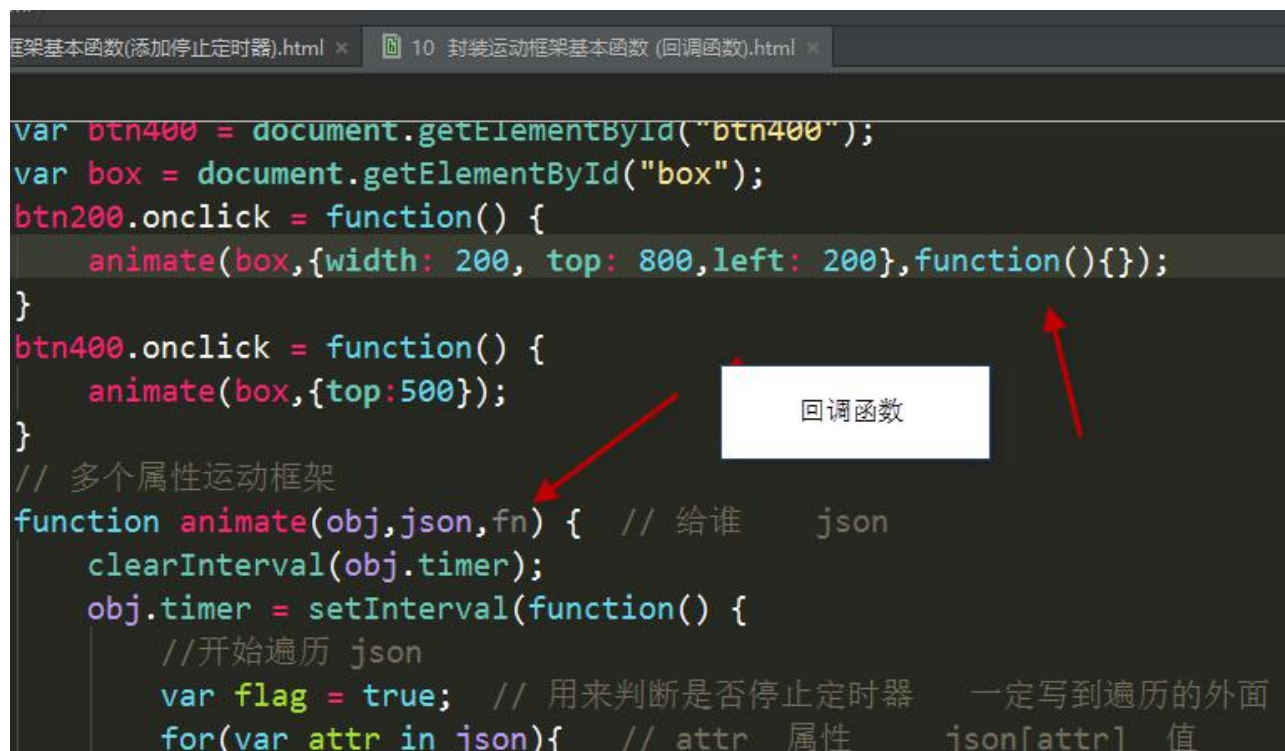 框架基本函数(添加停止定时器).html × 10 封装运动框架基本函数 (回调函数).html ×
var btn400 = document.getElementById("btn400");
var box = document.getElementById("box");
btn200.onclick = function() {
    animate(box,{width: 200, top: 800,left: 200},function(){});
}
btn400.onclick = function() {
    animate(box,{top:500});
}
回调函数
// 多个属性运动框架
function animate(obj,json,fn) {  // 给谁    json
    clearInterval(obj.timer);
    obj.timer = setInterval(function() {
        //开始遍历 json
        var flag = true;  // 用来判断是否停止定时器   一定写到遍历的外面
        for(var attr in json){   // attr  属性     json[attr]  值